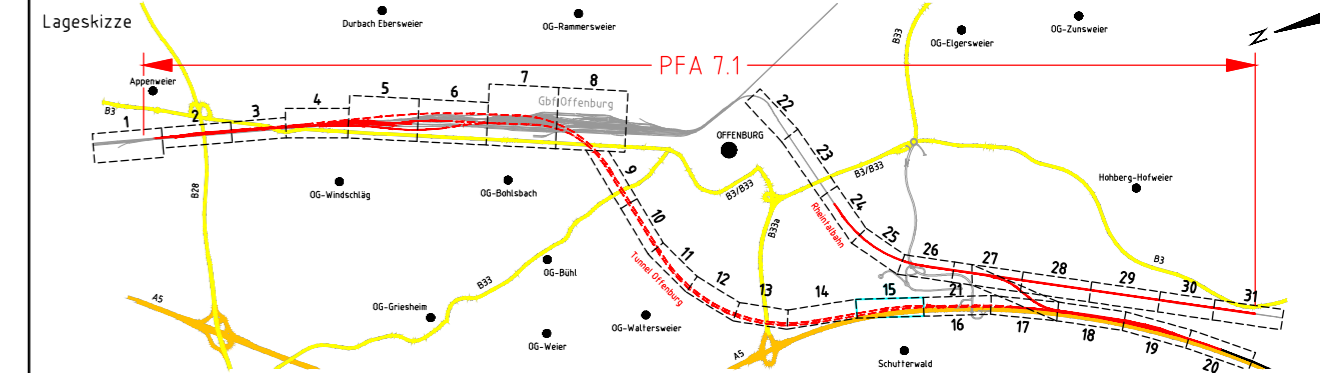 Lageskizze
Durbach Ebersweier
OG-Rammersweier
B33
OG-Elgersweier
OG-Zunsweier
N
PFA 7.1
Appenweier
B3
1
2
3
4
5
6
7
8
Gbf Offenburg
22
OFFENBURG
23
B3/B33
B3/B33
Hohberg-Hofweier
B28
OG-Windschläg
OG-Bohlsbach
9
10
24
Rheintalbahn
B33a
25
26
27
28
29
30
31
B3
11
12
13
14
15
21
16
17
18
19
20
Tunnel Offenburg
OG-Bühl
B33
A5
OG-Griesheim
OG-Weier
OG-Waltersweier
A5
Schutterwald